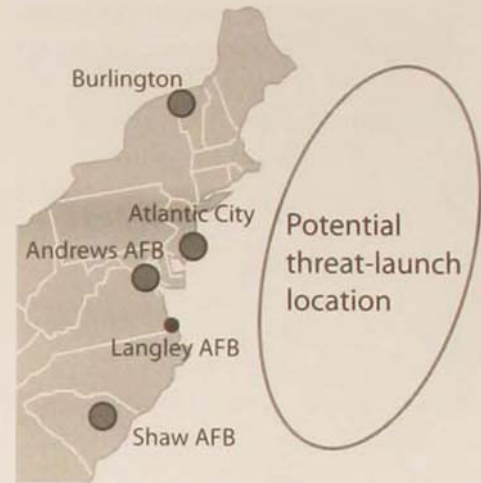 Burlington
Atlantic City
Andrews AFB
Potential
threat-launch
location
Langley AFB
Shaw AFB